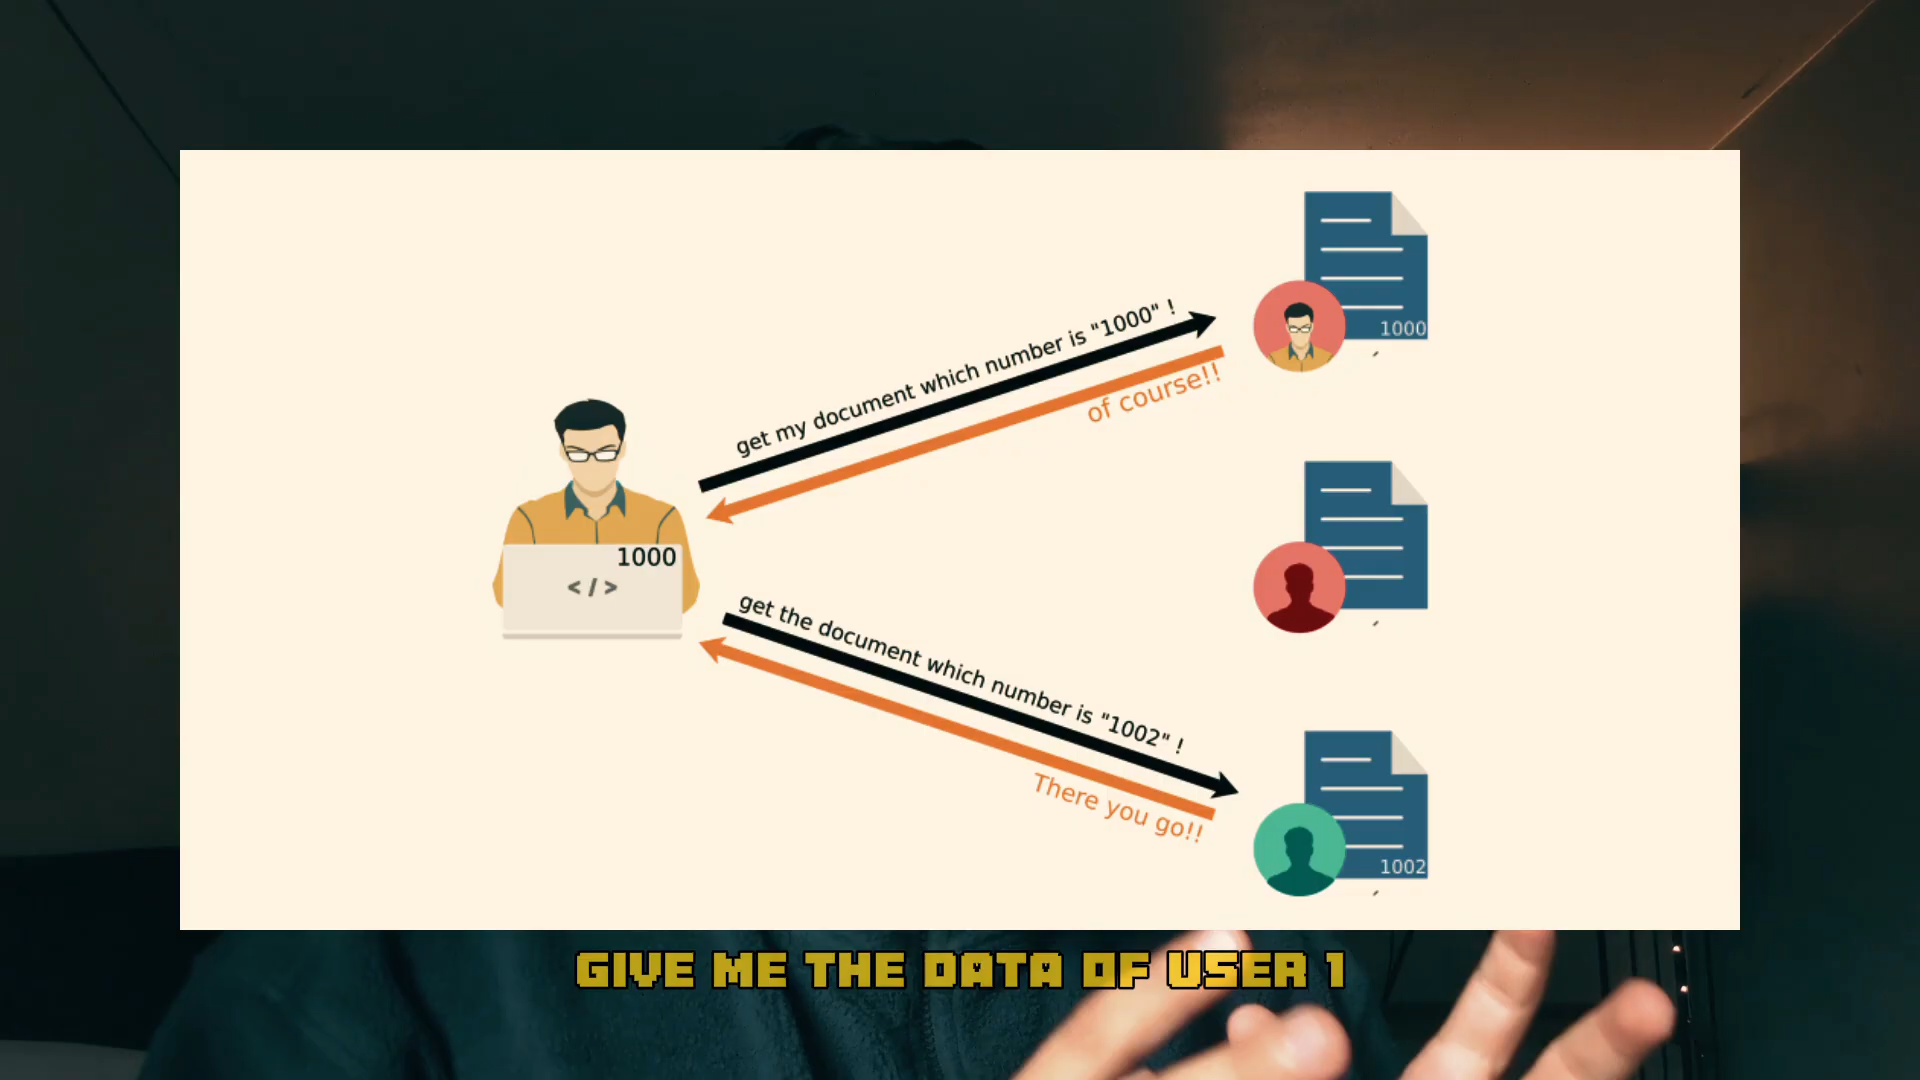 get my document which number is "1000" !
of course!!
1000
1000
</>
get the document which number is "1002" !
There you go!!
1002
GIVE ME THE DATA OF USER 1